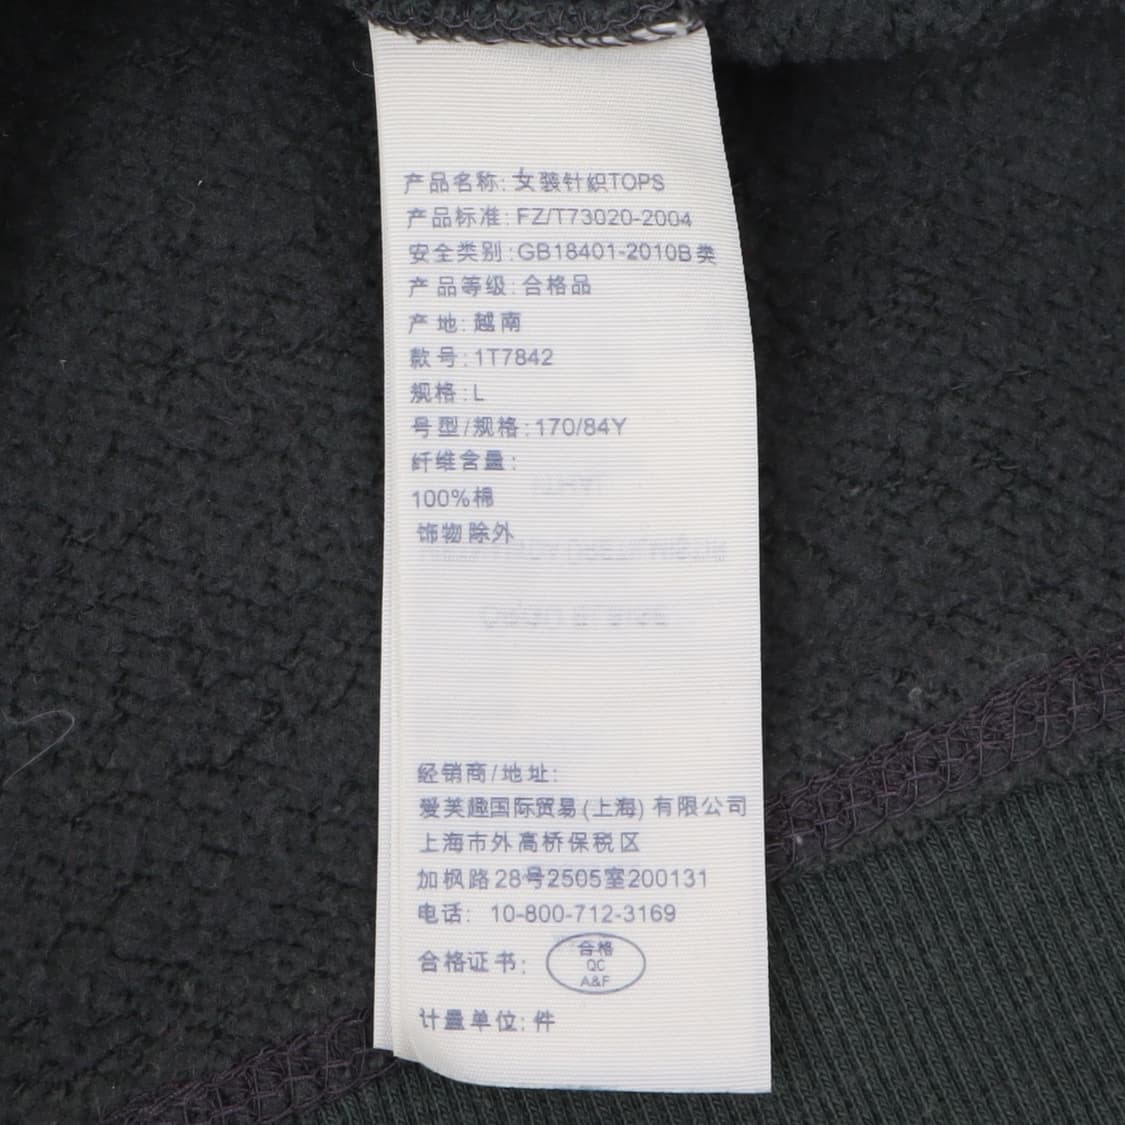 产品名称: 女装针织TOPS
产品标准: FZ/T73020-2004
安全类别:GB18401-2010B类
产品等级: 合格品
产地: 越南
款号: 1T7842
规格: L
号型/规格: 170/84Y
纤维含量:
100%棉
饰物除外
经销商/地址:
爱芙趣国际贸易(上海) 有限公司
上海市外高桥保税区
加枫路28号2505室200131
电话: 10-800-712-3169
合格证书:
合格
QC
A&F
计量单位: 件